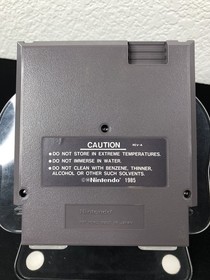 CAUTION
REV-A
•DO NOT STORE IN EXTREME TEMPERATURES.
•DO NOT IMMERSE IN WATER.
•DO NOT CLEAN WITH BENZENE, THINNER,
ALCOHOL OR OTHER SUCH SOLVENTS.
©®Nintendo® 1985